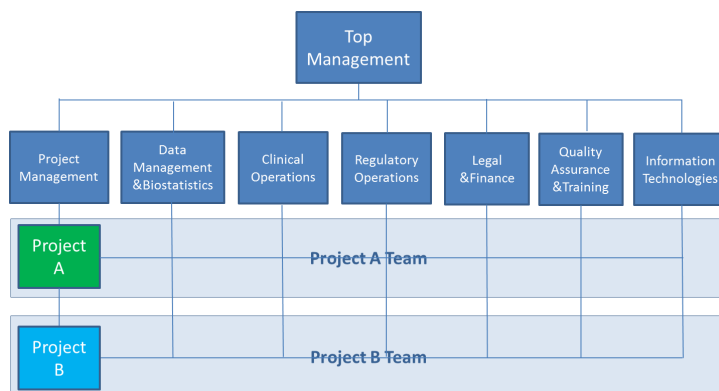 Top
Management
Project
Management
Data
Management
&Biostatistics
Clinical
Operations
Regulatory
Operations
Legal
&Finance
Quality
Assurance
&Training
Information
Technologies
Project
A
Project A Team
Project
B
Project B Team